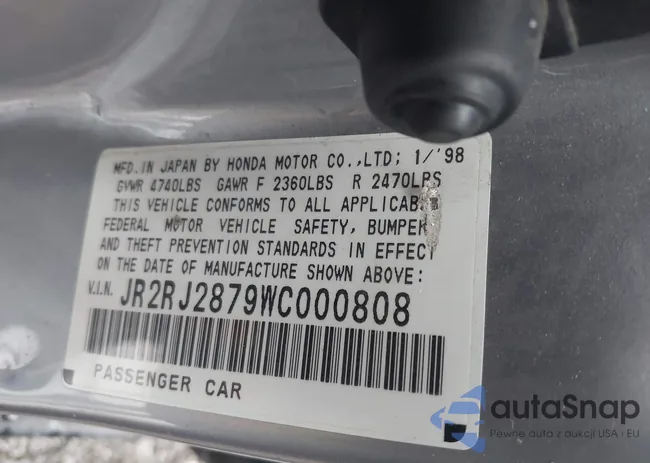 MFD. IN JAPAN BY HONDA MOTOR CO., LTD; 1/'98
GVWR 4740LBS GAWR F 2360LBS R 2470LBS
THIS VEHICLE CONFORMS TO ALL APPLICABLE
FEDERAL MOTOR VEHICLE SAFETY, BUMPER
AND THEFT PREVENTION STANDARDS IN EFFECT
ON THE DATE OF MANUFACTURE SHOWN ABOVE:
V.I.N. JR2RJ2879WC000808
PASSENGER CAR
autaSnap
Pewne auta z aukcji USA i EU